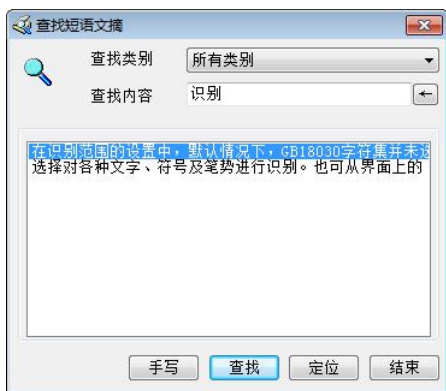 查找短语文摘
查找类别 所有类别
查找内容 识别
在识别范围的设置中，默认情况下，GB18030字符集并未
选择对各种文字、符号及笔势进行识别。也可从界面上的
手写 查找 定位 结束